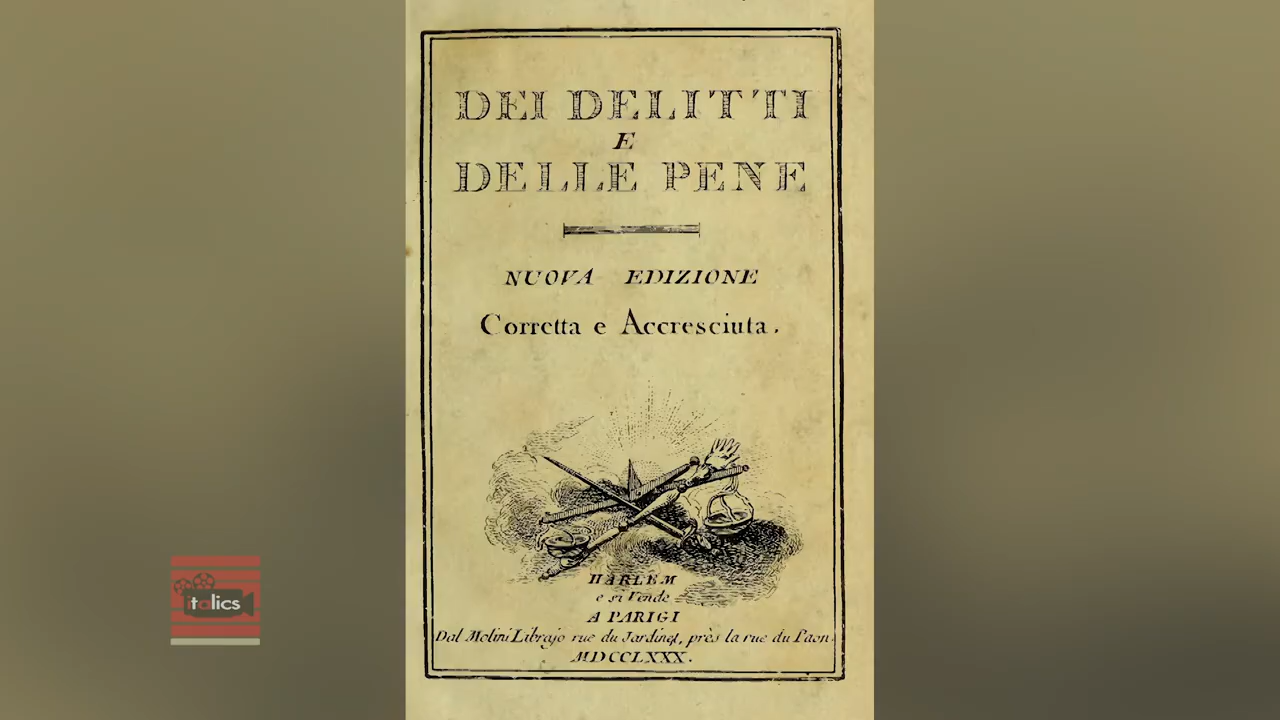 DEI DELITTI
E
DELLE PENE
NUOVA EDIZIONE
Corretta e Accresciuta.
HARLEM
e si Vende
A PARIGI
Dal Molini Librajo rue du Jardinet, près la rue du Paon.
MDCCLXXX.
italics